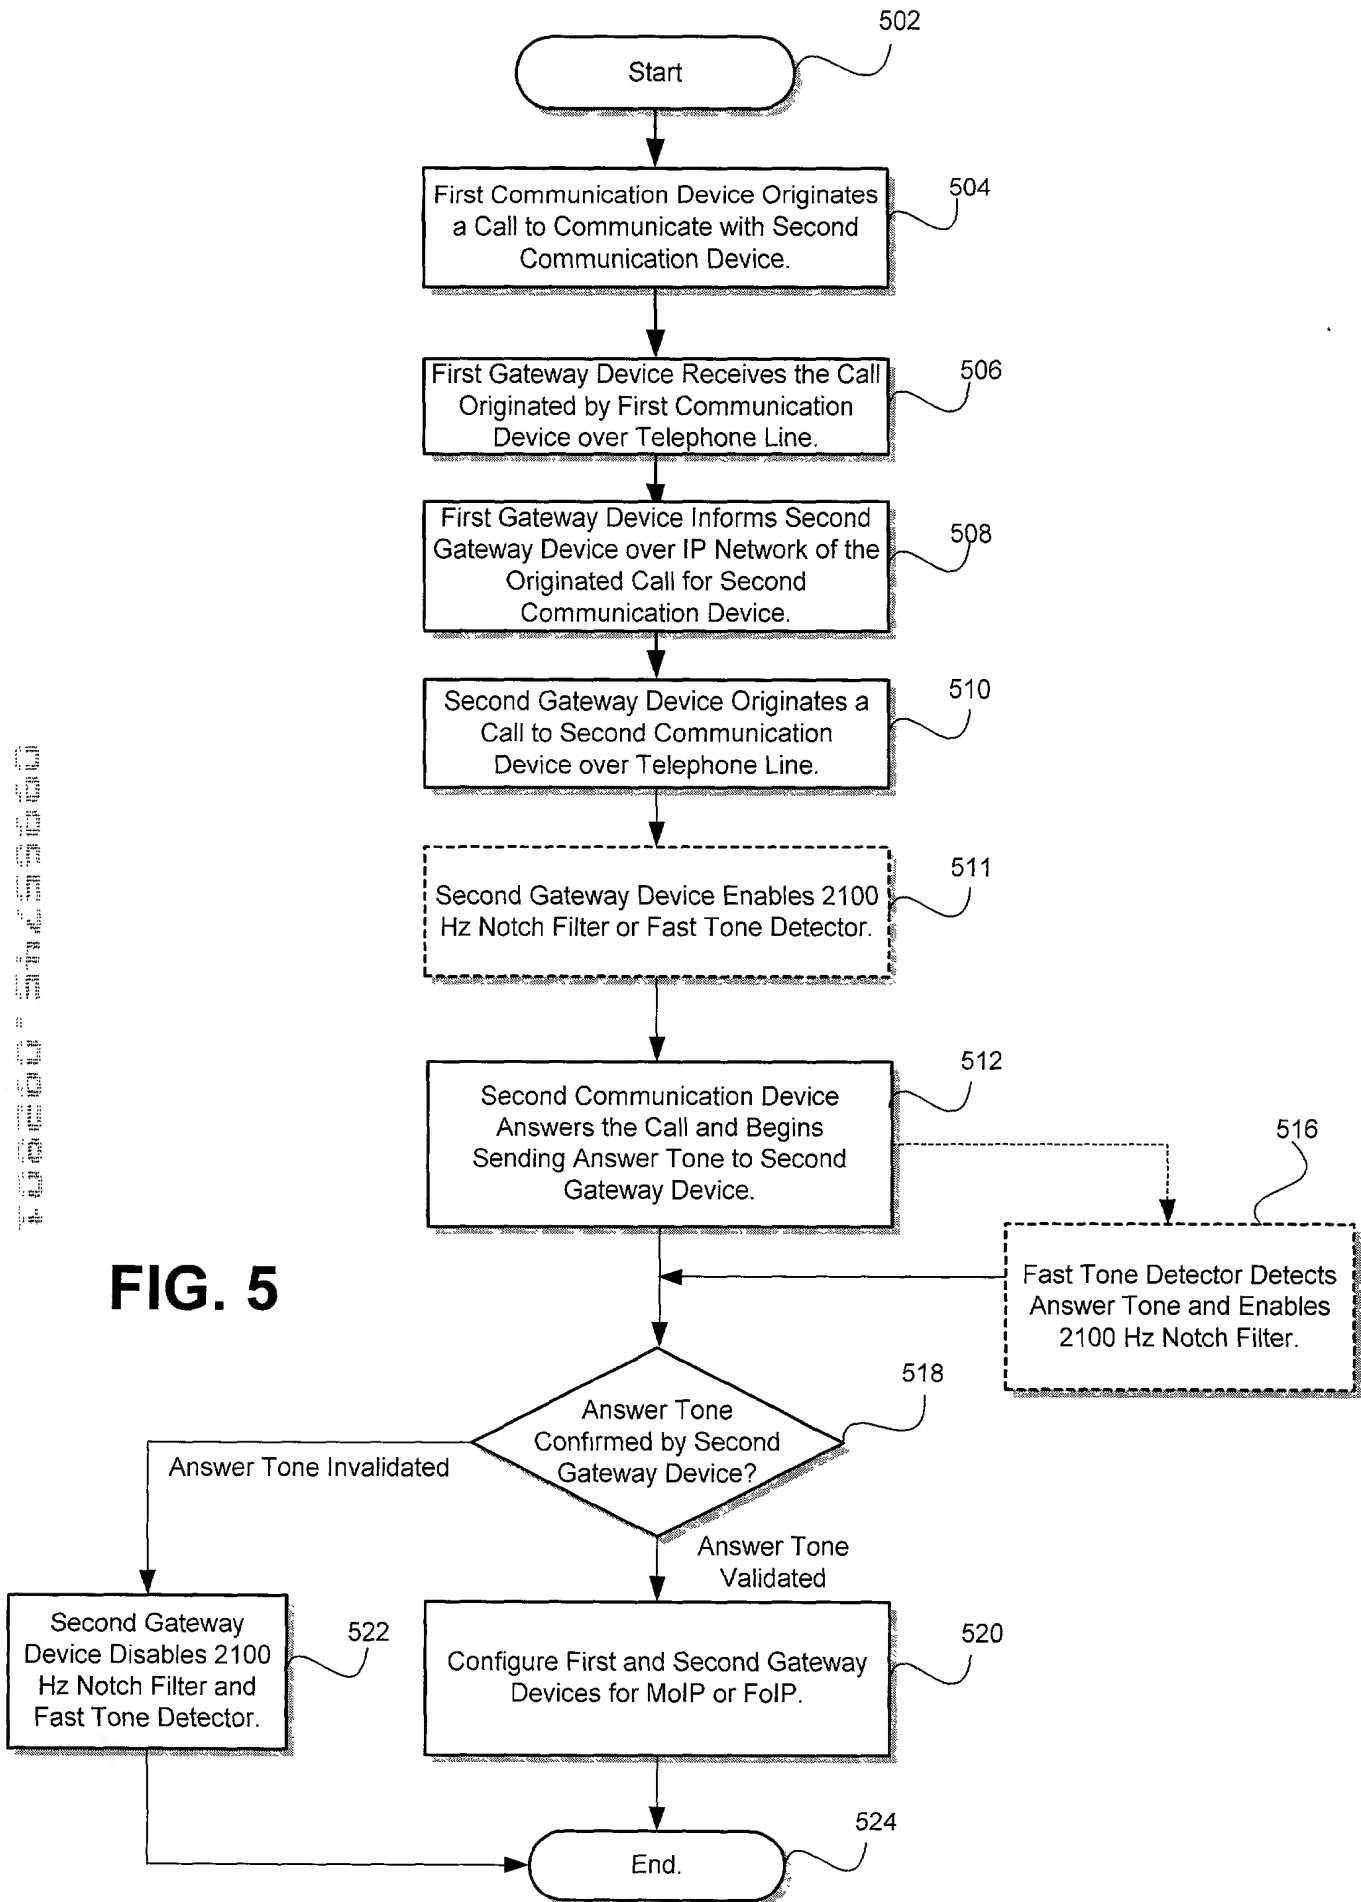 502
Start
504
First Communication Device Originates
a Call to Communicate with Second
Communication Device.
506
First Gateway Device Receives the Call
Originated by First Communication
Device over Telephone Line.
508
First Gateway Device Informs Second
Gateway Device over IP Network of the
Originated Call for Second
Communication Device.
510
Second Gateway Device Originates a
Call to Second Communication
Device over Telephone Line.
511
Second Gateway Device Enables 2100
Hz Notch Filter or Fast Tone Detector.
512
Second Communication Device
Answers the Call and Begins
Sending Answer Tone to Second
Gateway Device.
516
Fast Tone Detector Detects
Answer Tone and Enables
2100 Hz Notch Filter.
FIG. 5
518
Answer Tone
Confirmed by Second
Gateway Device?
Answer Tone Invalidated
Answer Tone
Validated
522
Second Gateway
Device Disables 2100
Hz Notch Filter and
Fast Tone Detector.
520
Configure First and Second Gateway
Devices for MoIP or FoIP.
524
End.